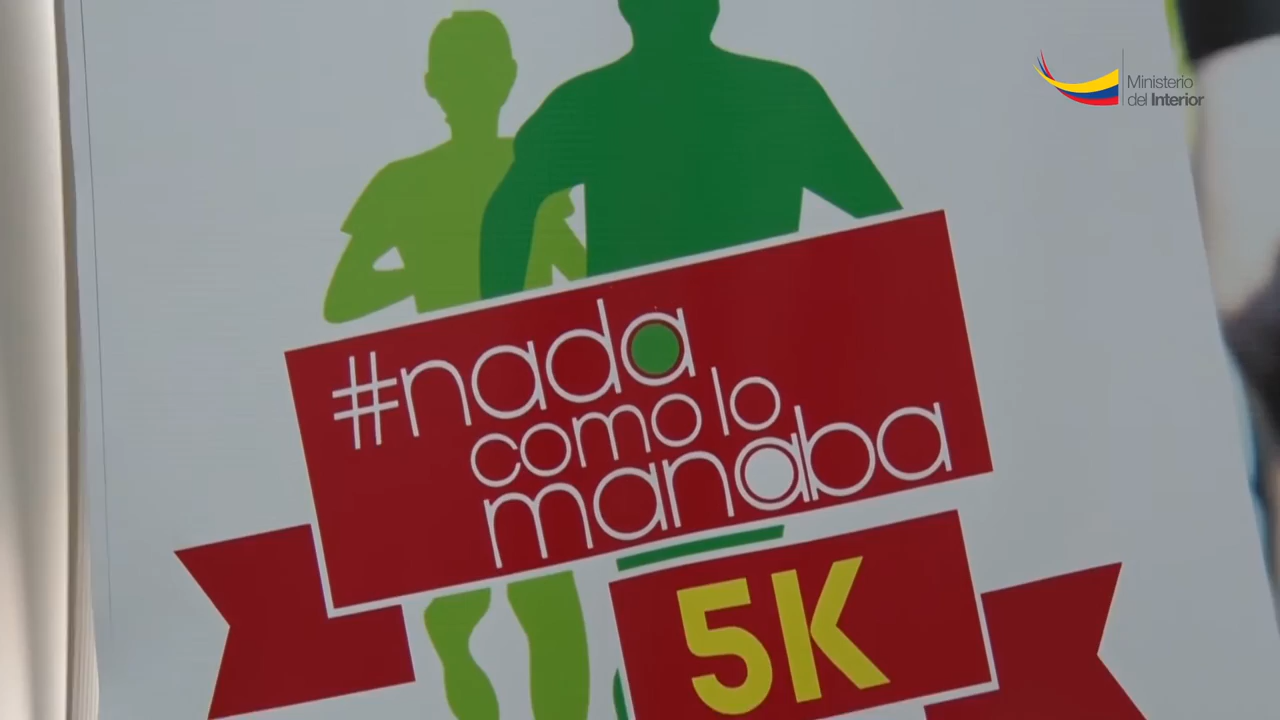 Ministerio
del Interior
#nada
como lo
manaba
5K